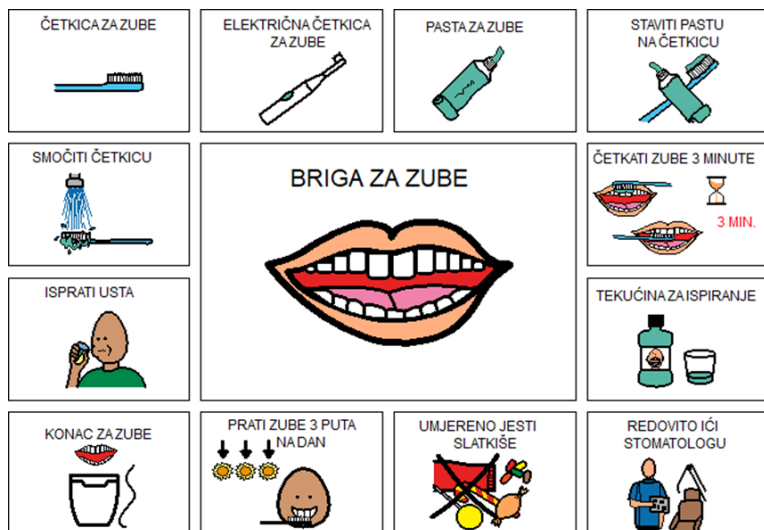 ČETKICA ZA ZUBE
ELEKTRIČNA ČETKICA
ZA ZUBE
PASTA ZA ZUBE
STAVITI PASTU
NA ČETKICU
SMOČITI ČETKICU
BRIGA ZA ZUBE
ČETKATI ZUBE 3 MINUTE
3 MIN.
ISPRATI USTA
TEKUĆINA ZA ISPIRANJE
KONAC ZA ZUBE
PRATI ZUBE 3 PUTA
NA DAN
UMJERENO JESTI
SLATKIŠE
REDOVITO IĆI
STOMATOLOGU